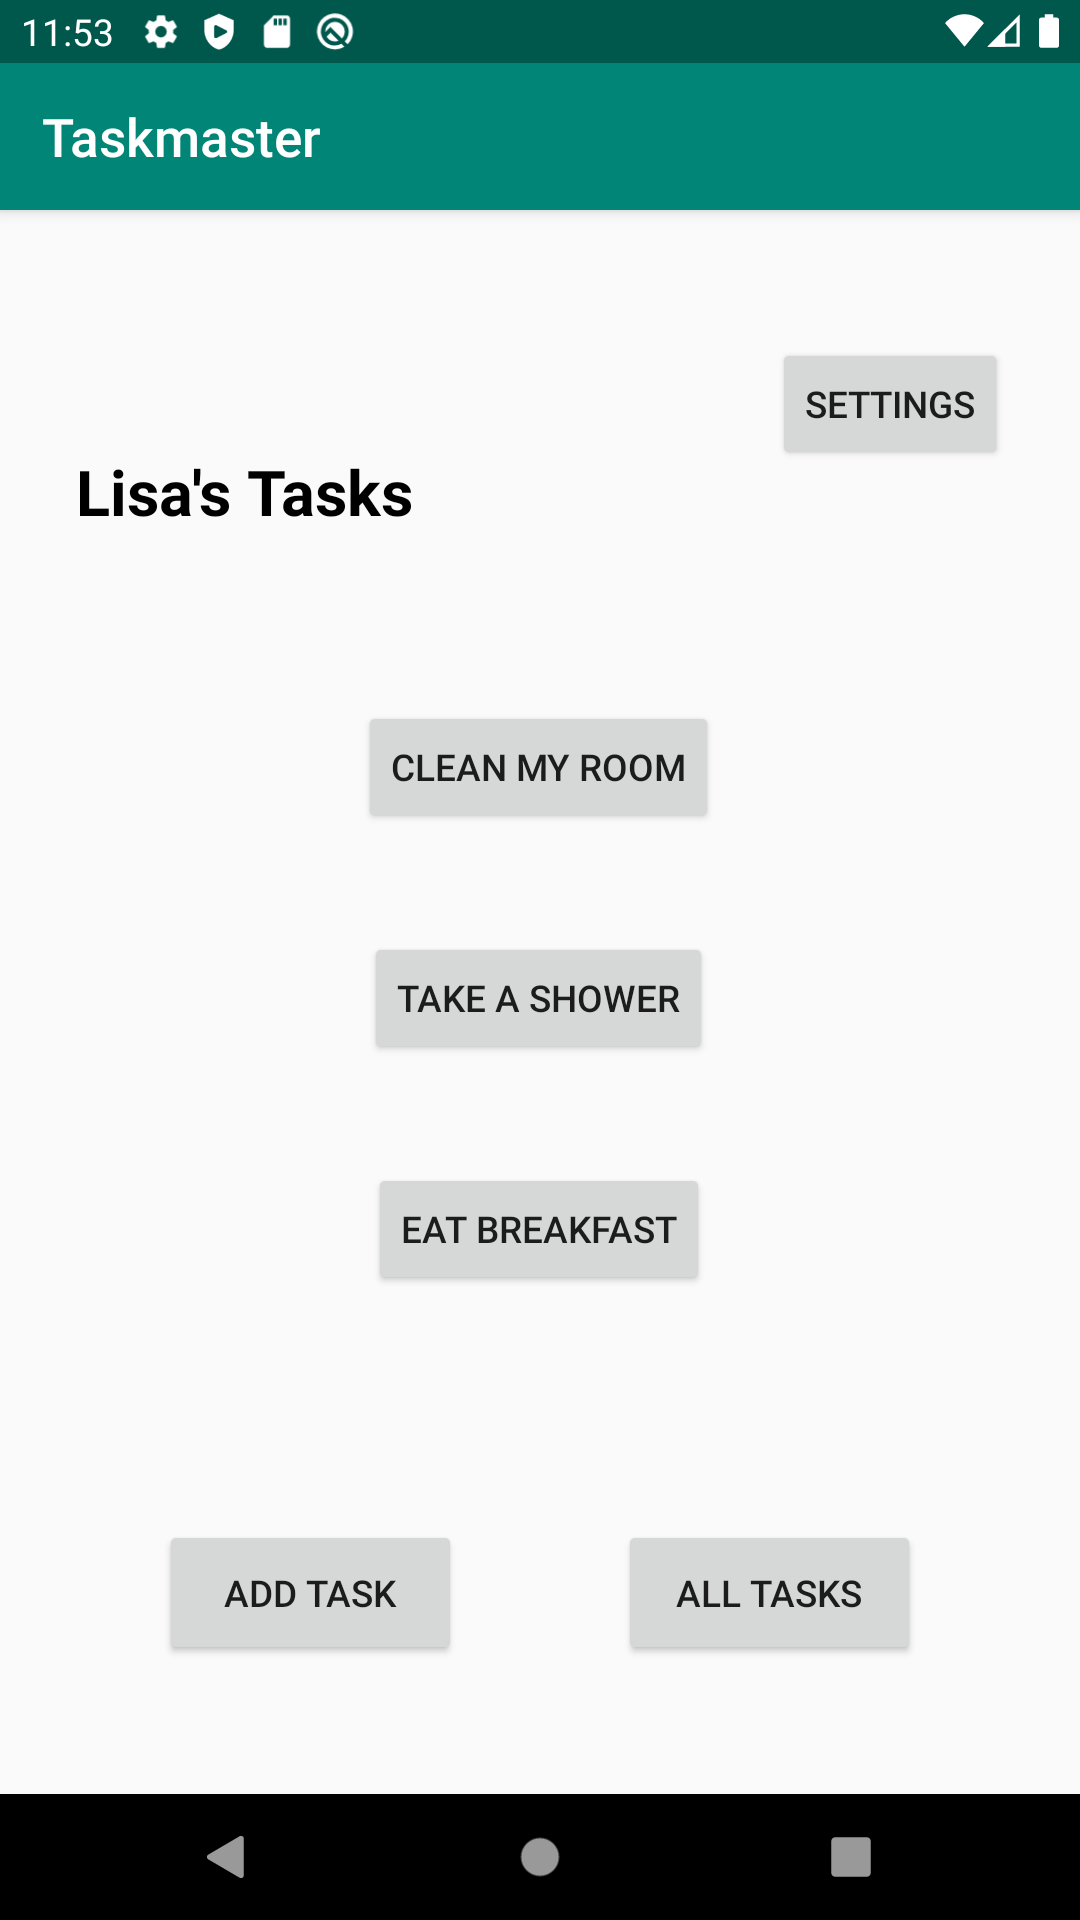 11:53
Taskmaster
SETTINGS
Lisa's Tasks
CLEAN MY ROOM
TAKE A SHOWER
EAT BREAKFAST
ADD TASK
ALL TASKS